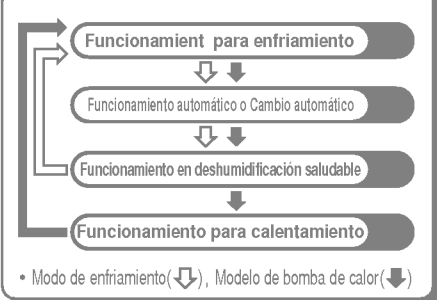 Funcionamient para enfriamiento
Funcionamiento automático o Cambio automático
Funcionamiento en deshumidificación saludable
Funcionamiento para calentamiento
• Modo de enfriamiento( ), Modelo de bomba de calor( )